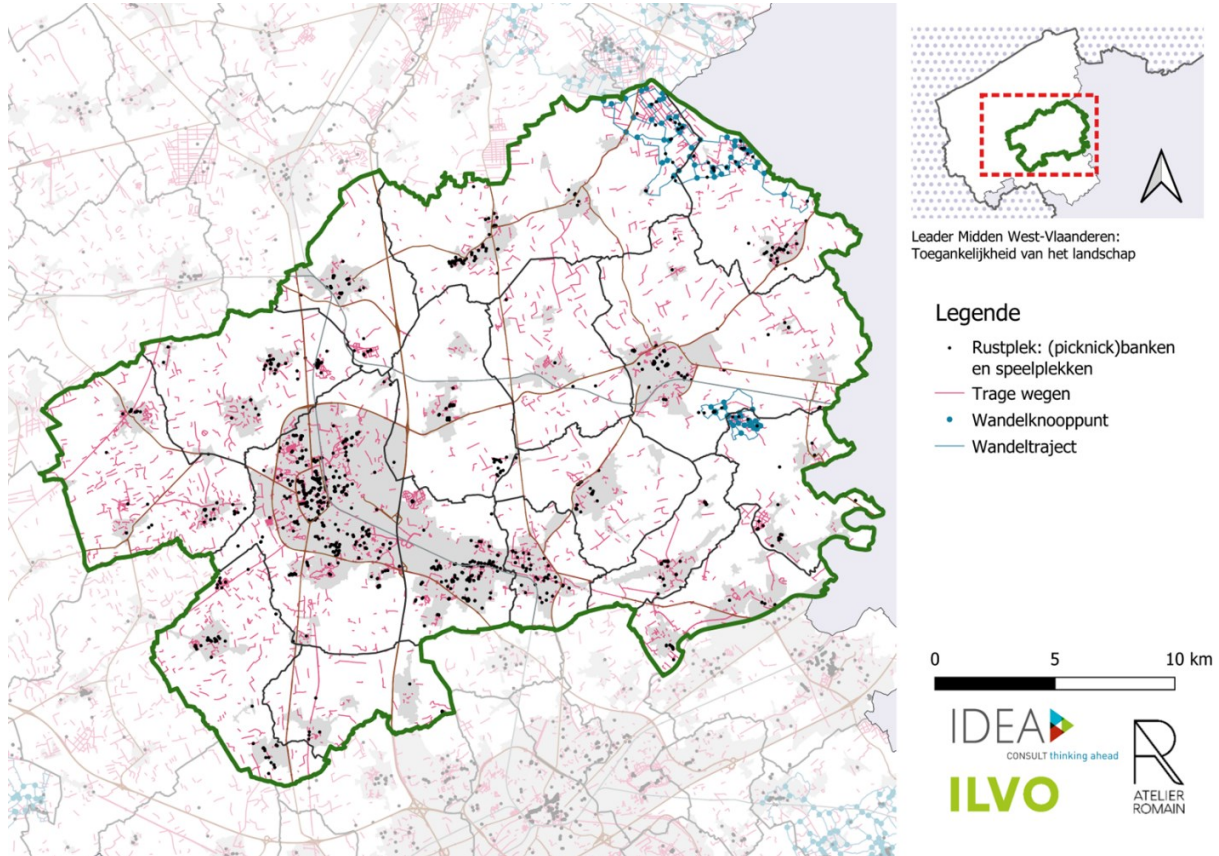 Leader Midden West-Vlaanderen:
Toegankelijkheid van het landschap
Legende
Rustplek: (picknick)banken
en speelplekken
Trage wegen
Wandelknooppunt
Wandeltraject
0 5 10 km
IDEA
CONSULT thinking ahead
ILVO
ATELIER
ROMAIN